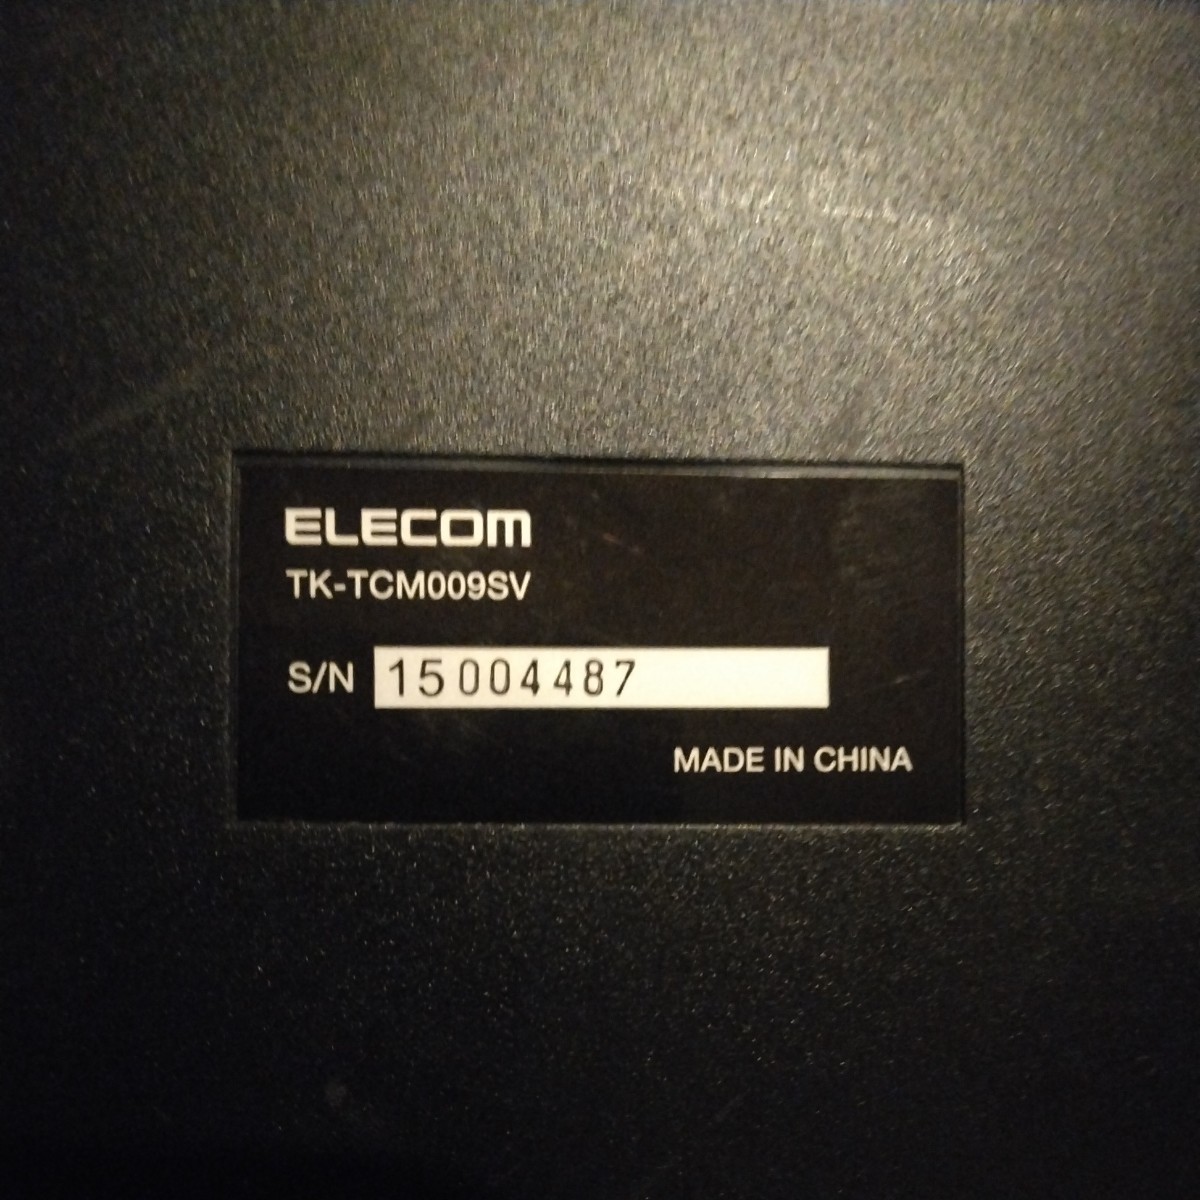 ELECOM
TK-TCM009SV
S/N 15004487
MADE IN CHINA